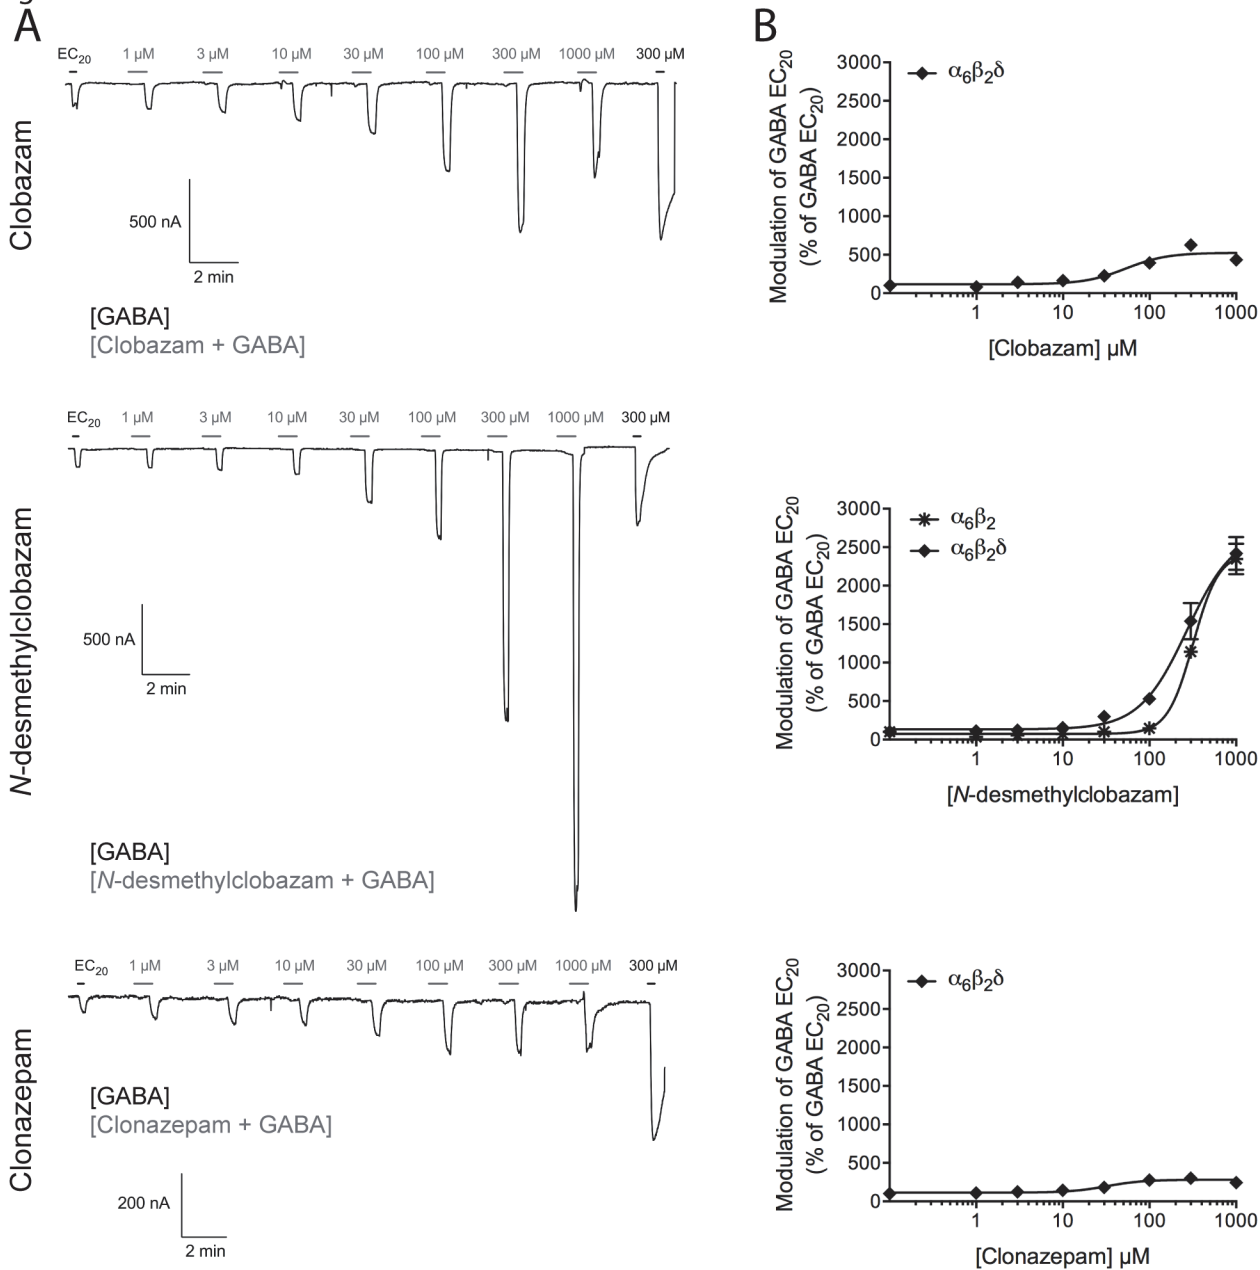 A
EC20 1 µM 3 µM 10 µM 30 µM 100 µM 300 µM 1000 µM 300 µM
Clobazam
500 nA
2 min
[GABA]
[Clobazam + GABA]
EC20 1 µM 3 µM 10 µM 30 µM 100 µM 300 µM 1000 µM 300 µM
N-desmethylclobazam
500 nA
2 min
[GABA]
[N-desmethylclobazam + GABA]
EC20 1 µM 3 µM 10 µM 30 µM 100 µM 300 µM 1000 µM 300 µM
Clonazepam
[GABA]
[Clonazepam + GABA]
200 nA
2 min
B
Modulation of GABA EC20
(% of GABA EC20)
3000
2500
2000
1500
1000
500
0
α6β2δ
1 10 100 1000
[Clobazam] µM
Modulation of GABA EC20
(% of GABA EC20)
3000
2500
2000
1500
1000
500
0
α6β2
α6β2δ
1 10 100 1000
[N-desmethylclobazam]
Modulation of GABA EC20
(% of GABA EC20)
3000
2500
2000
1500
1000
500
0
α6β2δ
1 10 100 1000
[Clonazepam] µM